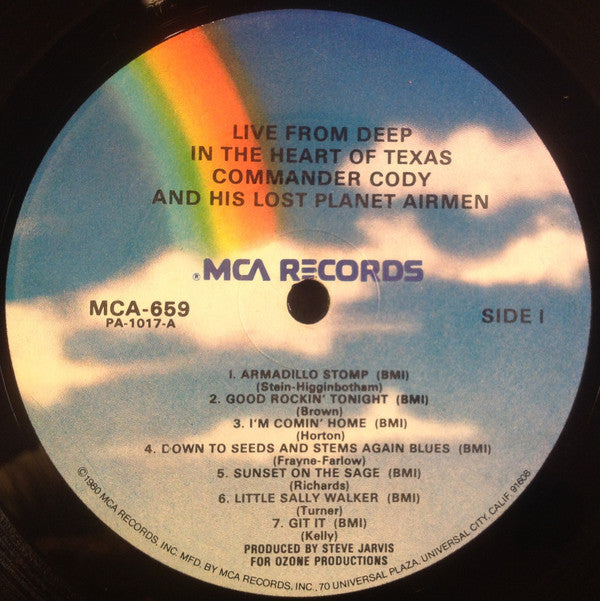 LIVE FROM DEEP
IN THE HEART OF TEXAS
COMMANDER CODY
AND HIS LOST PLANET AIRMEN
®MCA RECORDS
MCA-659
PA-1017-A
SIDE I
1. ARMADILLO STOMP (BMI)
(Stein-Higginbotham)
2. GOOD ROCKIN' TONIGHT (BMI)
(Brown)
3. I'M COMIN' HOME (BMI)
(Horton)
4. DOWN TO SEEDS AND STEMS AGAIN BLUES (BMI)
(Frayne-Farlow)
5. SUNSET ON THE SAGE (BMI)
(Richards)
6. LITTLE SALLY WALKER (BMI)
(Turner)
7. GIT IT (BMI)
(Kelly)
PRODUCED BY STEVE JARVIS
FOR OZONE PRODUCTIONS
©1980 MCA RECORDS, INC. MFD. BY MCA RECORDS, INC., 70 UNIVERSAL PLAZA, UNIVERSAL CITY, CALIF. 91608